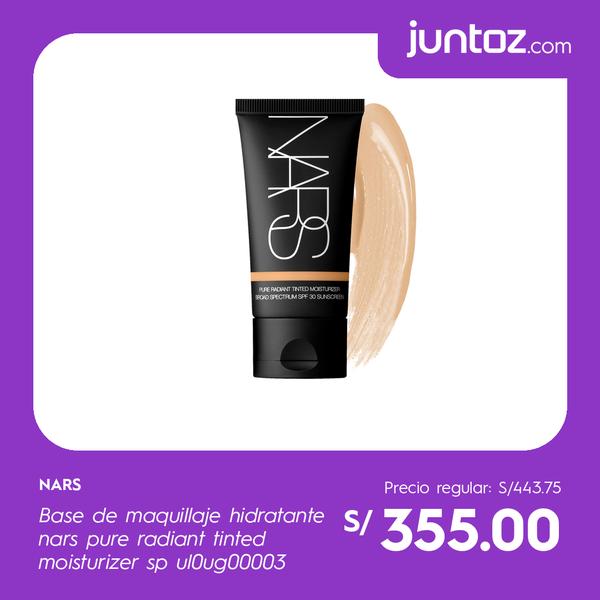 juntoz.com
NARS
PURE RADIANT TINTED MOISTURIZER
BROAD SPECTRUM SPF 30 SUNSCREEN
NARS
Base de maquillaje hidratante
nars pure radiant tinted
moisturizer sp ul0ug00003
Precio regular: S/443.75
S/ 355.00